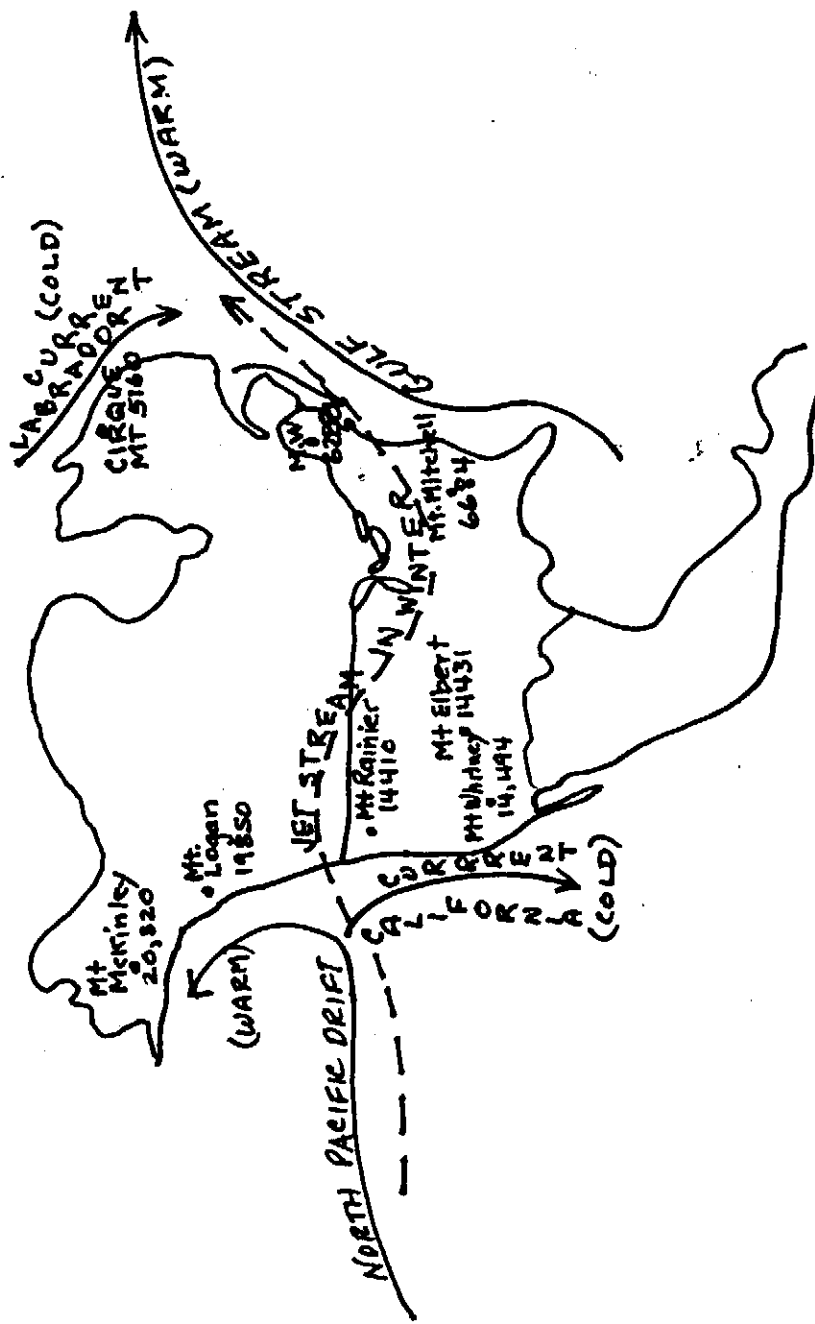 LABRADOR
CURRENT (COLD)
CIRQUE
MT 5160
GULF STREAM (WARM)
Mt
McKinley
20,320
Mt.
Logan
19850
(WARM)
NORTH PACIFIC DRIFT
JET STREAM IN WINTER
Mt Rainier
14410
M.W
Mt. Mitchell
6684
Mt Elbert
14431
Mt Whitney
14,494
CALIFORNIA
CURRENT
(COLD)